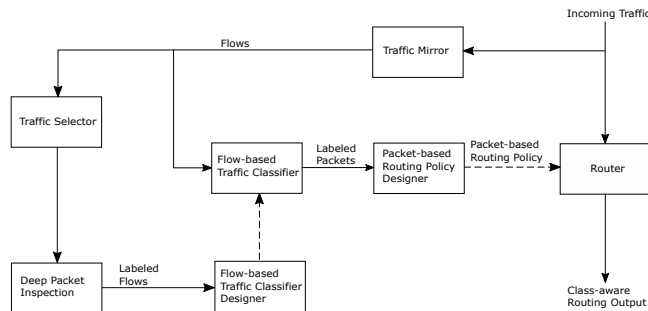 Incoming Traffic
Flows
Traffic Mirror
Traffic Selector
Flow-based
Traffic Classifier
Labeled
Packets
Packet-based
Routing Policy
Designer
Packet-based
Routing Policy
Router
Deep Packet
Inspection
Labeled
Flows
Flow-based
Traffic Classifier
Designer
Class-aware
Routing Output